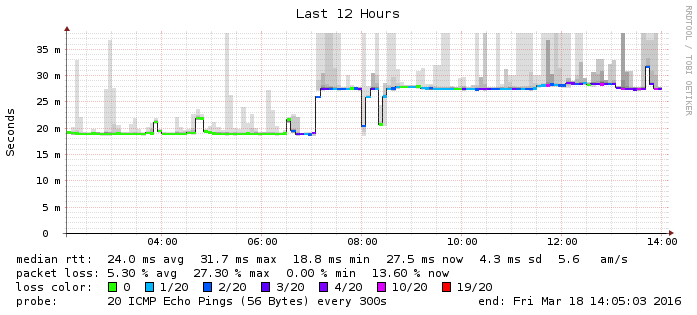 Last 12 Hours
RRDTOOL / TOBI OETIKER
Seconds
35 m
30 m
25 m
20 m
15 m
10 m
5 m
0
04:00 06:00 08:00 10:00 12:00 14:00
median rtt: 24.0 ms avg 31.7 ms max 18.8 ms min 27.5 ms now 4.3 ms sd 5.6 am/s
packet loss: 5.30 % avg 27.30 % max 0.00 % min 13.60 % now
loss color: 0 1/20 2/20 3/20 4/20 10/20 19/20
probe: 20 ICMP Echo Pings (56 Bytes) every 300s end: Fri Mar 18 14:05:03 2016